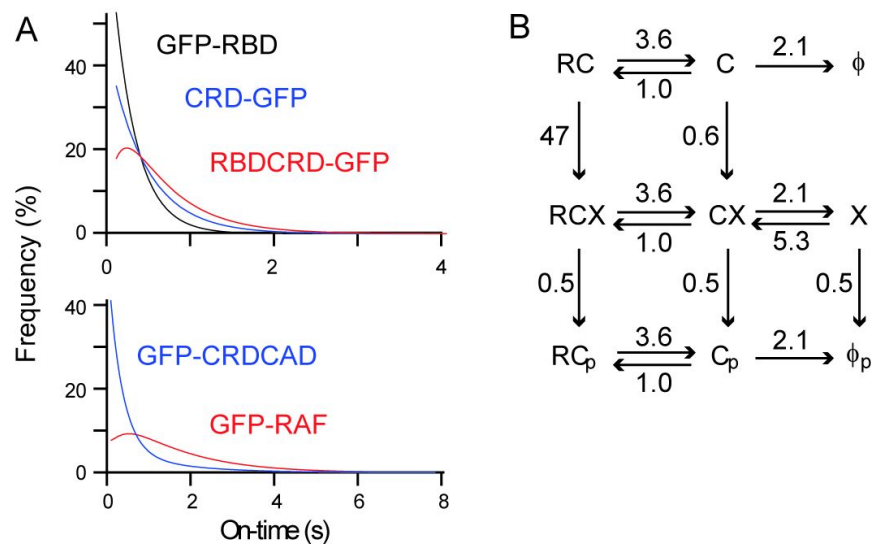 A
GFP-RBD
CRD-GFP
RBDCRD-GFP
40
20
0
0 2 4
GFP-CRDCAD
GFP-RAF
40
20
0
0 2 4 6 8
Frequency (%)
On-time (s)
B
3.6 2.1
RC C ϕ
1.0
47 0.6
3.6 2.1
RCX CX X
1.0 5.3
0.5 0.5 0.5
3.6 2.1
RCp Cp ϕp
1.0